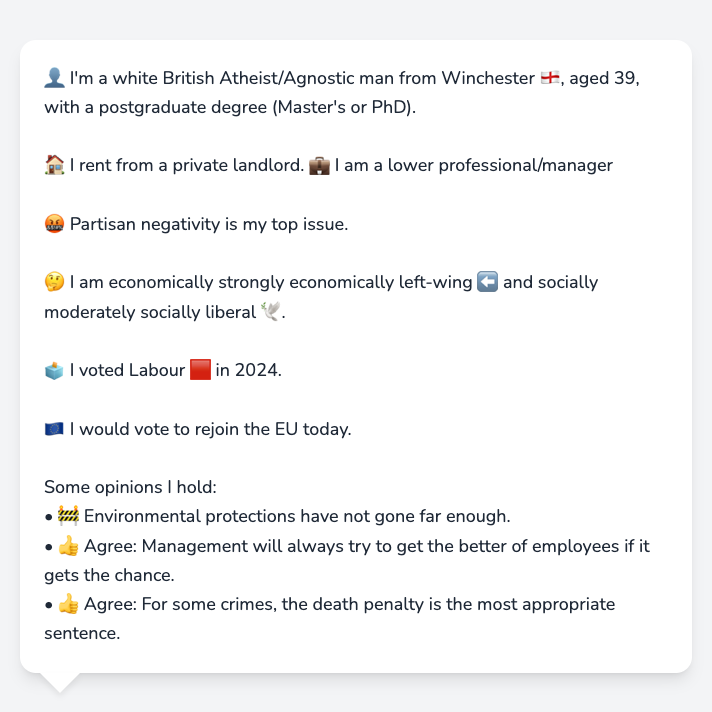 👤 I'm a white British Atheist/Agnostic man from Winchester 🏴󠁧󠁢󠁥󠁮󠁧󠁿, aged 39,
with a postgraduate degree (Master's or PhD).
🏠 I rent from a private landlord. 💼 I am a lower professional/manager
🤬 Partisan negativity is my top issue.
🤔 I am economically strongly economically left-wing ⬅️ and socially
moderately socially liberal 🕊️.
🗳️ I voted Labour 🟥 in 2024.
🇪🇺 I would vote to rejoin the EU today.
Some opinions I hold:
• 🚧 Environmental protections have not gone far enough.
• 👍 Agree: Management will always try to get the better of employees if it
gets the chance.
• 👍 Agree: For some crimes, the death penalty is the most appropriate
sentence.